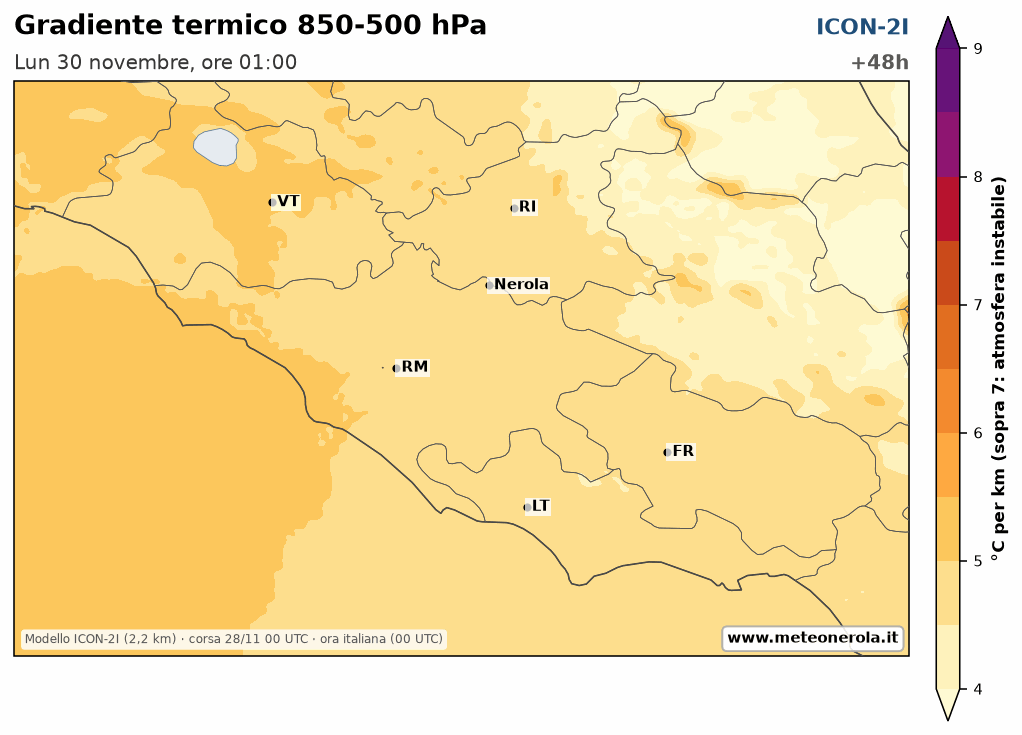 Gradiente termico 850-500 hPa
ICON-2I
Lun 30 novembre, ore 01:00
+48h
VT
RI
Nerola
RM
FR
LT
Modello ICON-2I (2,2 km) · corsa 28/11 00 UTC · ora italiana (00 UTC)
www.meteonerola.it
9
8
7
6
5
4
°C per km (sopra 7: atmosfera instabile)